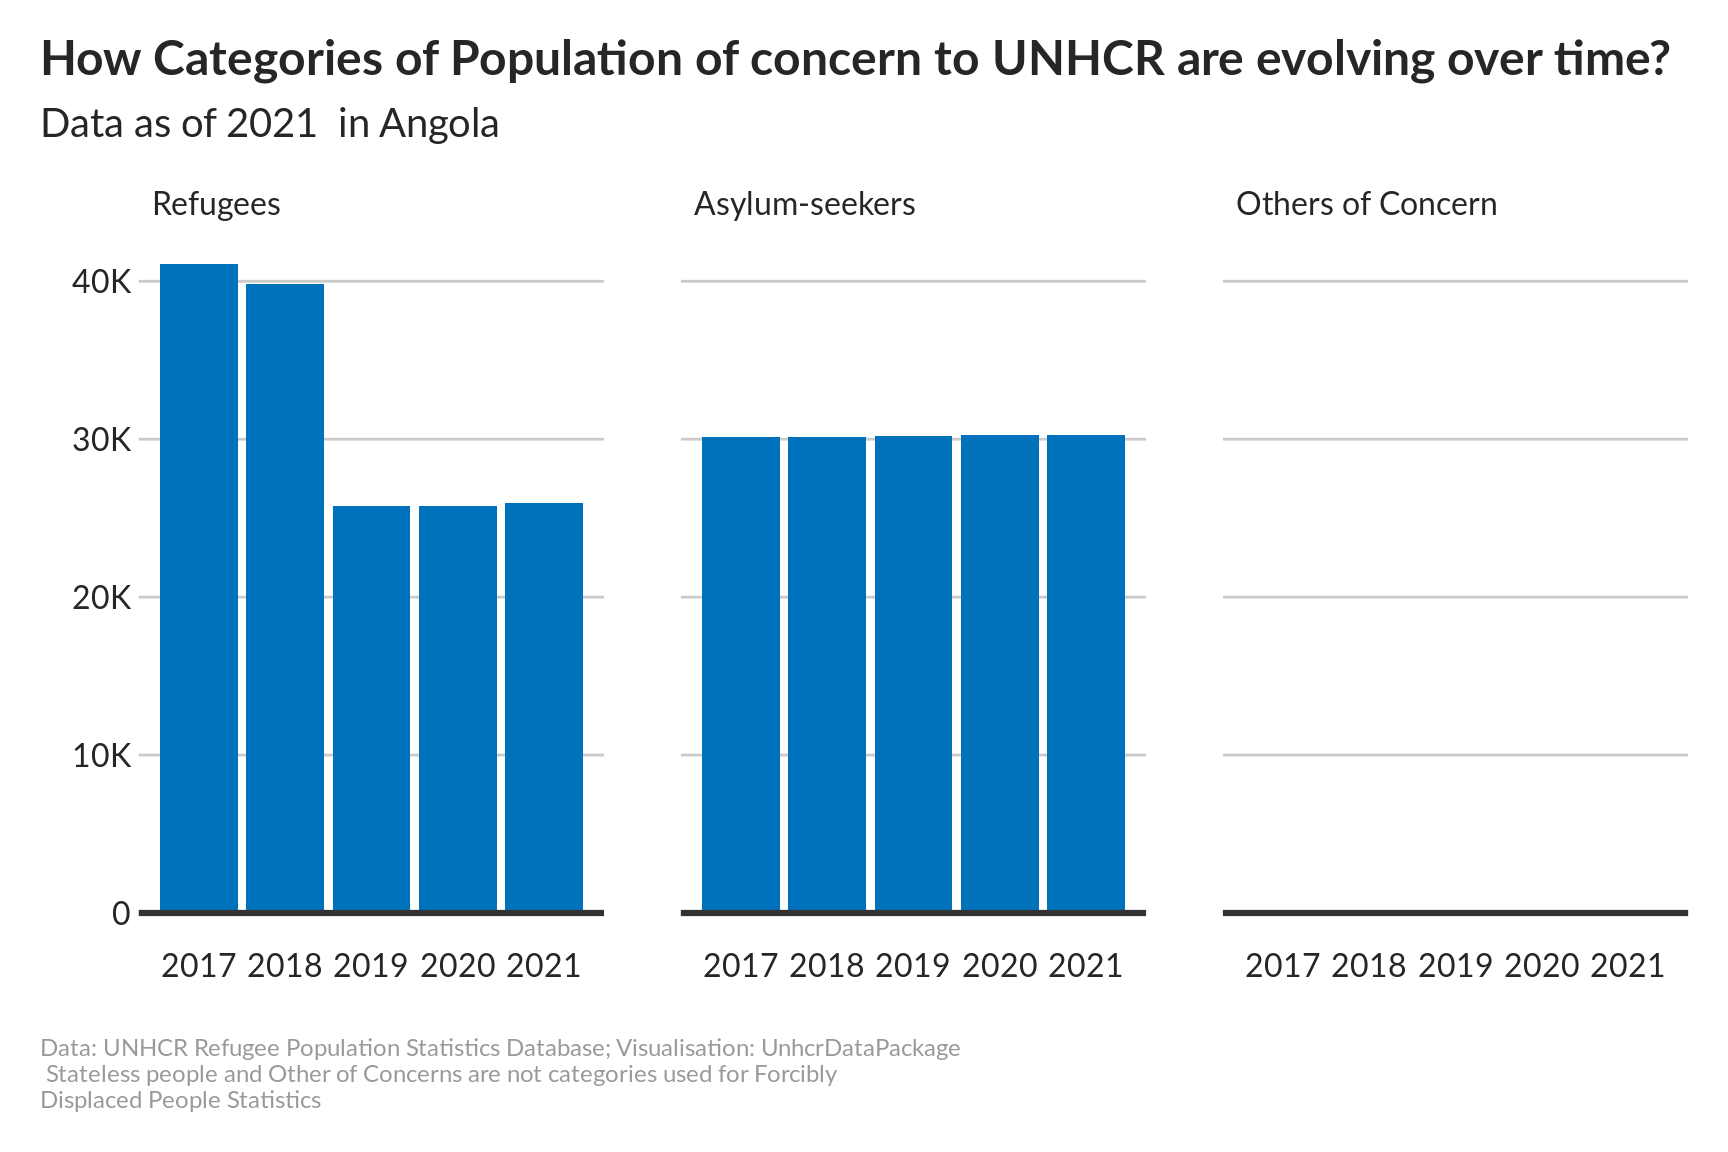 How Categories of Population of concern to UNHCR are evolving over time?
Data as of 2021  in Angola
Refugees
Asylum-seekers
Others of Concern
40K
30K
20K
10K
0
2017 2018 2019 2020 2021
2017 2018 2019 2020 2021
2017 2018 2019 2020 2021
Data: UNHCR Refugee Population Statistics Database; Visualisation: UnhcrDataPackage
Stateless people and Other of Concerns are not categories used for Forcibly
Displaced People Statistics